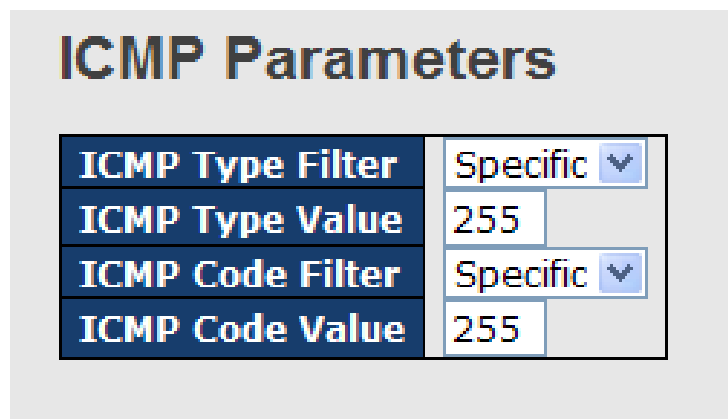 ICMP Parameters
ICMP Type Filter Specific
ICMP Type Value 255
ICMP Code Filter Specific
ICMP Code Value 255